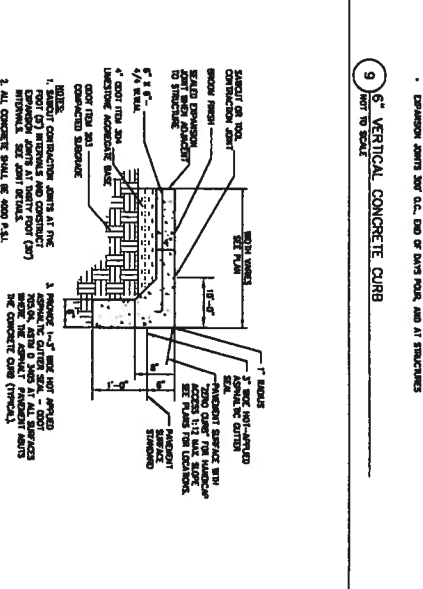 • EXPANSION JOINTS 300' O.C., END OF DAYS POUR, AND AT STRUCTURES
9 6" VERTICAL CONCRETE CURB
NOT TO SCALE
SAWCUT OR TOOL
CONTRACTION JOINT
BROOM FINISH
SEALED EXPANSION
JOINT WHEN ADJACENT
TO STRUCTURE
6" X 6"-
4/4 W.W.M.
4" ODOT ITEM 304
LIMESTONE AGGREGATE BASE
ODOT ITEM 203
COMPACTED SUBGRADE
WIDTH VARIES
SEE PLAN
4"
10'-0"
1" RADIUS
3" WIDE HOT-APPLIED
ASPHALTIC GUTTER
SEAL
PAVEMENT SURFACE WITH
"ZERO CURB" FOR HANDICAP
ACCESS 1:12 MAX. SLOPE
SEE PLANS FOR LOCATIONS.
PAVEMENT
SURFACE
STANDARD
6"
8"
1'-0"
NOTES:
1. SAWCUT CONTRACTION JOINTS AT FIVE
FOOT (5') INTERVALS AND CONSTRUCT
EXPANSION JOINTS AT THIRTY FOOT (30')
INTERVALS. SEE JOINT DETAILS.
2. ALL CONCRETE SHALL BE 4000 P.S.I.
3. PROVIDE 1-3" WIDE HOT APPLIED
ASPHALTIC GUTTER SEAL - ODOT
705.04, ASTM D 3405 AT ALL SURFACES
WHERE THE ASPHALT PAVEMENT ABUTS
THE CONCRETE CURB (TYPICAL).